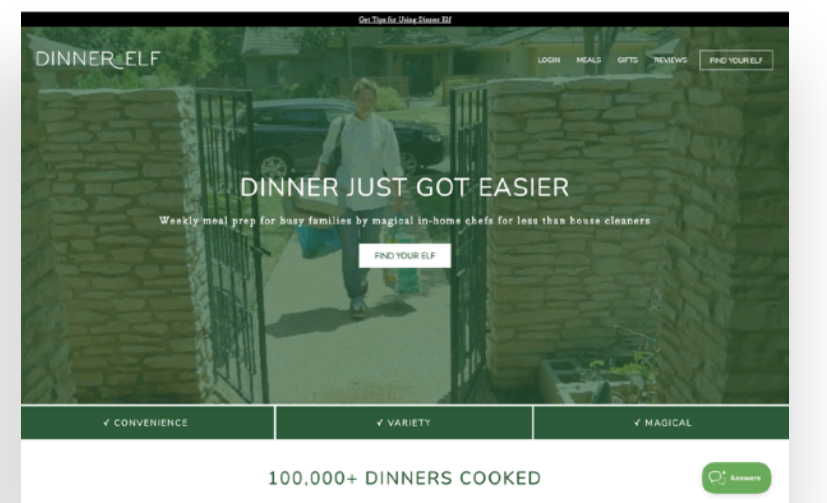 Get Tips for Using Dinner Elf
DINNER ELF
LOGIN MEALS GIFTS REVIEWS FIND YOUR ELF
DINNER JUST GOT EASIER
Weekly meal prep for busy families by magical in-home chefs for less than house cleaners
FIND YOUR ELF
✓ CONVENIENCE
✓ VARIETY
✓ MAGICAL
100,000+ DINNERS COOKED
Answers